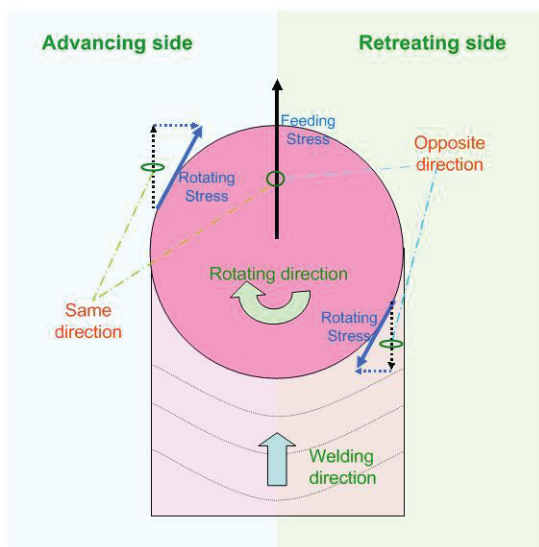 Advancing side
Retreating side
Feeding
Stress
Opposite
direction
Rotating
Stress
Rotating direction
Same
direction
Rotating
Stress
Welding
direction